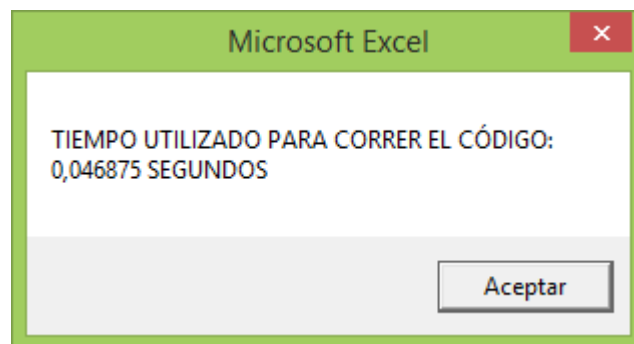 Microsoft Excel
TIEMPO UTILIZADO PARA CORRER EL CÓDIGO:
0,046875 SEGUNDOS
Aceptar